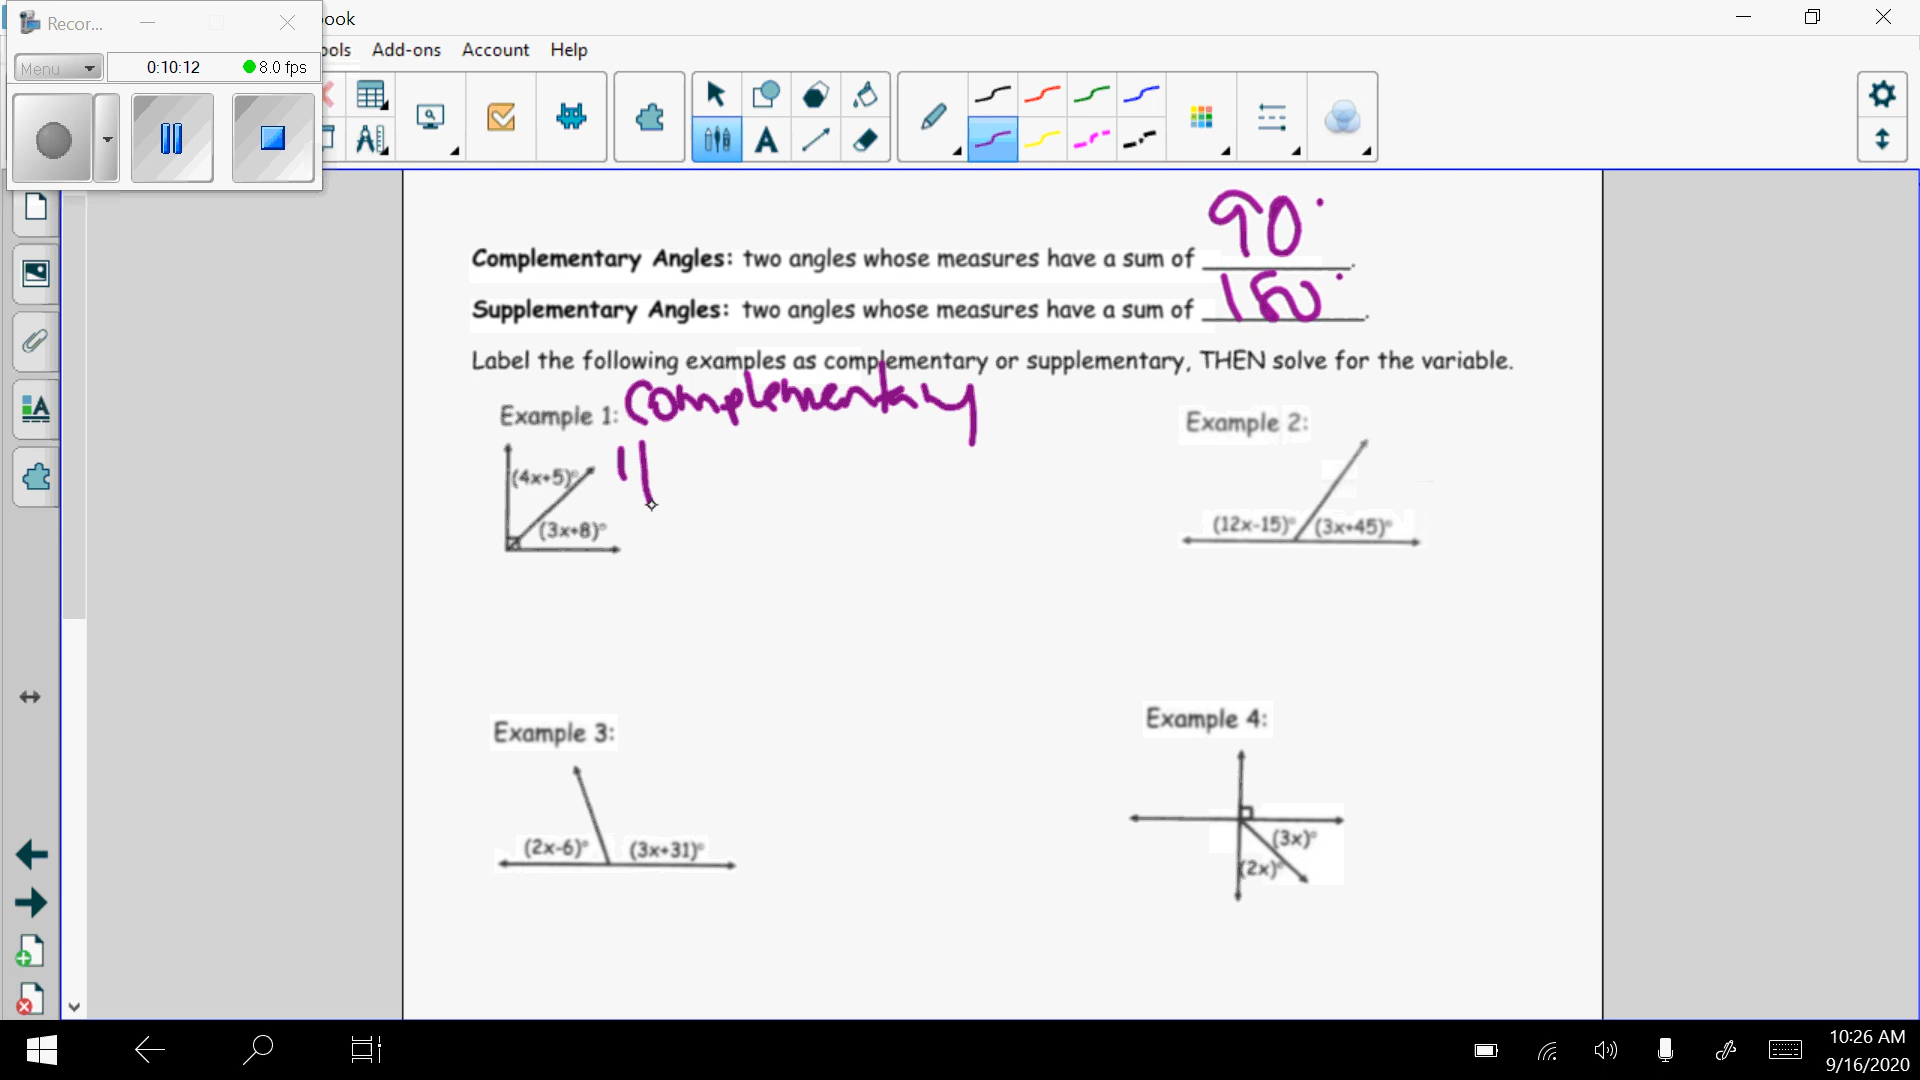 Recor...
book
Menu
0:10:12
8.0 fps
ools Add-ons Account Help
90°
Complementary Angles: two angles whose measures have a sum of ____________.
180°
Supplementary Angles: two angles whose measures have a sum of ____________.
Label the following examples as complementary or supplementary, THEN solve for the variable.
Example 1: complementary
(4x+5)°
(3x+8)°
Example 2:
(12x-15)° (3x+45)°
Example 3:
(2x-6)° (3x+31)°
Example 4:
(3x)°
(2x)°
10:26 AM
9/16/2020